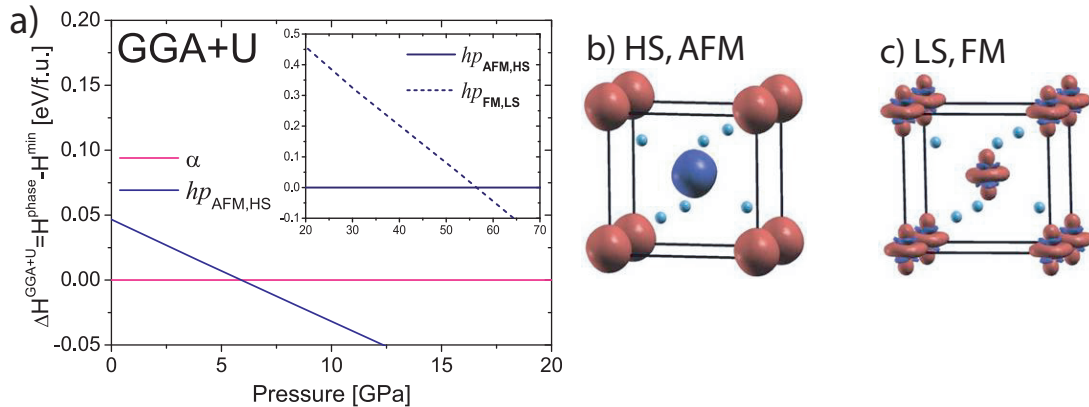 a)
GGA+U
ΔH^GGA+U=H^phase-H^min [eV/f.u.]
0.20
0.15
0.10
0.05
0.00
-0.05
α
hp_AFM,HS
0 5 10 15 20
Pressure [GPa]
0.5
0.4
0.3
0.2
0.1
0.0
-0.1
hp_AFM,HS
hp_FM,LS
20 30 40 50 60 70
b) HS, AFM
c) LS, FM